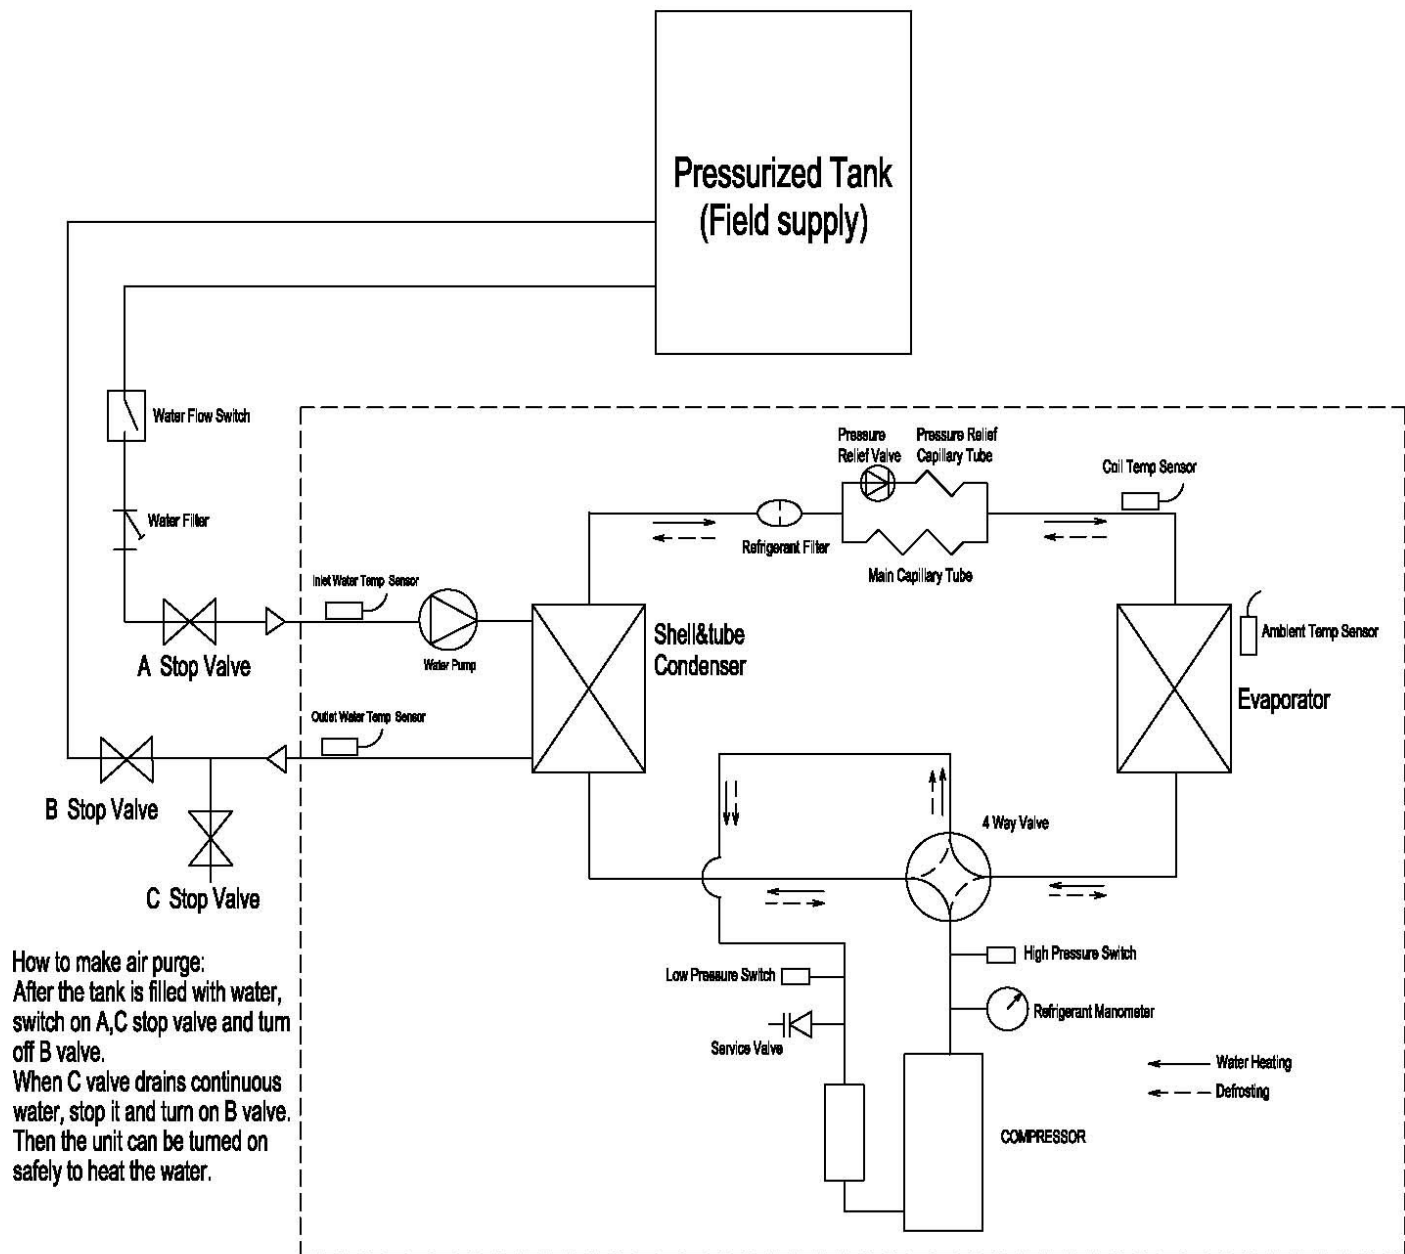 Pressurized Tank
(Field supply)
Water Flow Switch
Pressure
Relief Valve
Pressure Relief
Capillary Tube
Coil Temp Sensor
Water Filter
Refrigerant Filter
Main Capillary Tube
Inlet Water Temp Sensor
Shell&tube
Condenser
Ambient Temp Sensor
A Stop Valve
Water Pump
Evaporator
Outlet Water Temp Sensor
B Stop Valve
4 Way Valve
C Stop Valve
How to make air purge:
After the tank is filled with water,
switch on A,C stop valve and turn
off B valve.
When C valve drains continuous
water, stop it and turn on B valve.
Then the unit can be turned on
safely to heat the water.
Low Pressure Switch
High Pressure Switch
Refrigerant Manometer
Service Valve
Water Heating
Defrosting
COMPRESSOR